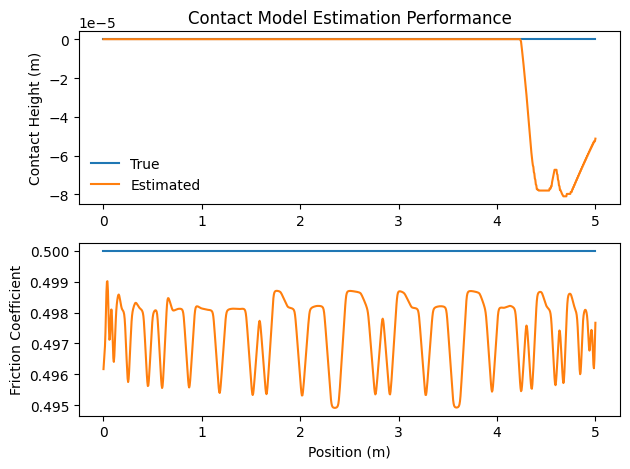 Contact Model Estimation Performance
1e−5
Contact Height (m)
0
−2
−4
−6
−8
True
Estimated
0 1 2 3 4 5
Friction Coefficient
0.500
0.499
0.498
0.497
0.496
0.495
0 1 2 3 4 5
Position (m)